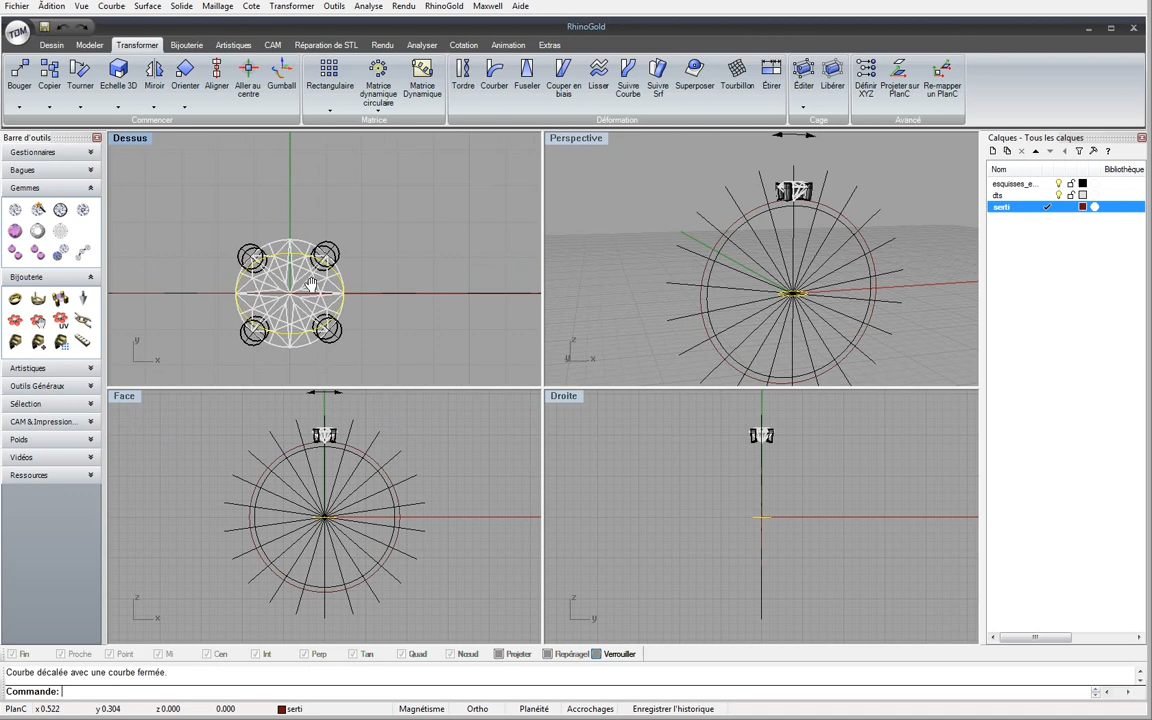 Fichier Ãdition Vue Courbe Surface Solide Maillage Cote Transformer Outils Analyse Rendu RhinoGold Maxwell Aide
TDM RhinoGold
Dessin Modeler Transformer Bijouterie Artistiques CAM Réparation de STL Rendu Analyser Cotation Animation Extras
Bouger Copier Tourner Echelle 3D Miroir Orienter Aligner Aller au centre Gumball Rectangulaire Matrice dynamique circulaire Matrice Dynamique Tordre Courber Fuseler Couper en biais Lisser Suivre Courbe Suivre Srf Superposer Tourbillon Étirer Éditer Libérer Définir XYZ Projeter sur PlanC Re-mapper un PlanC
Commencer Matrice Déformation Cage Avancé
Barre d'outils
Gestionnaires
Bagues
Gemmes
Bijouterie
UV
Artistiques
Outils Généraux
Sélection
CAM & Impression...
Poids
Vidéos
Ressources
Dessus
y
x
Perspective
z
y x
Face
z
x
Droite
z
y
Calques - Tous les calques
?
Nom Bibliothèque
esquisses_e...
dts
serti
Fin Proche Point Mi Cen Int Perp Tan Quad Nœud Projeter Repérage Verrouiller
Courbe décalée avec une courbe fermée.
Commande:
PlanC x 0.522 y 0.304 z 0.000 0.000 serti Magnétisme Ortho Planéité Accrochages Enregistrer l'historique